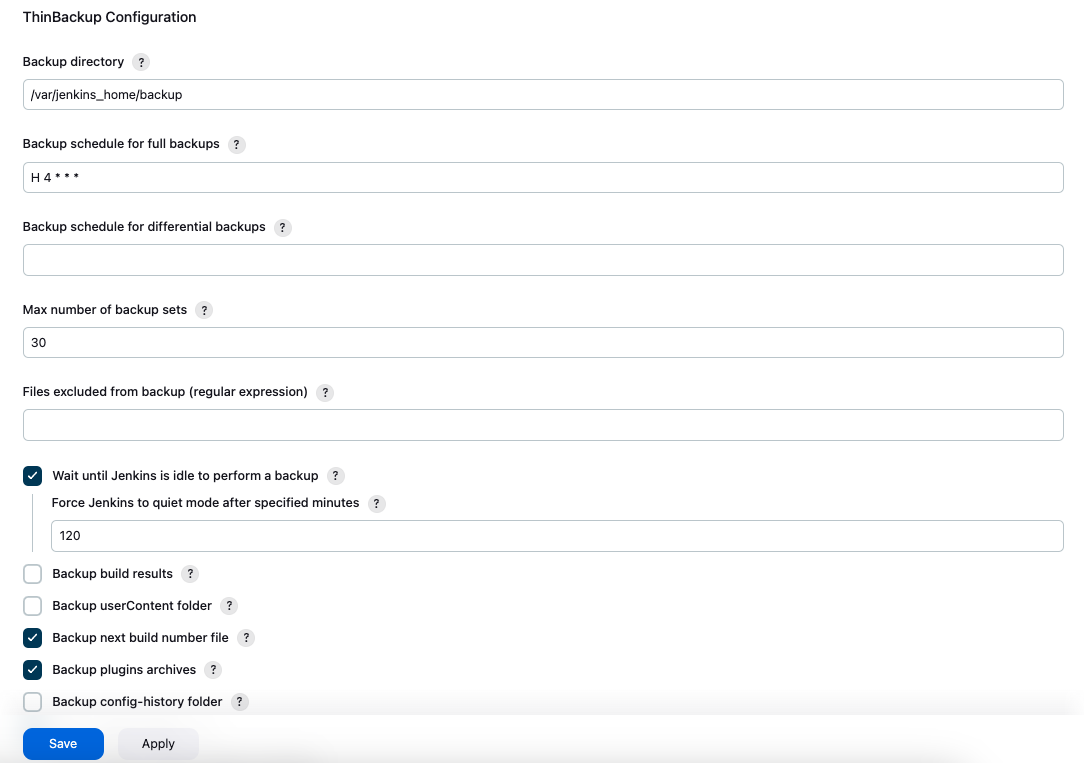 ThinBackup Configuration
Backup directory ?
/var/jenkins_home/backup
Backup schedule for full backups ?
H 4 * * *
Backup schedule for differential backups ?
Max number of backup sets ?
30
Files excluded from backup (regular expression) ?
Wait until Jenkins is idle to perform a backup ?
Force Jenkins to quiet mode after specified minutes ?
120
Backup build results ?
Backup userContent folder ?
Backup next build number file ?
Backup plugins archives ?
Backup config-history folder ?
Save Apply